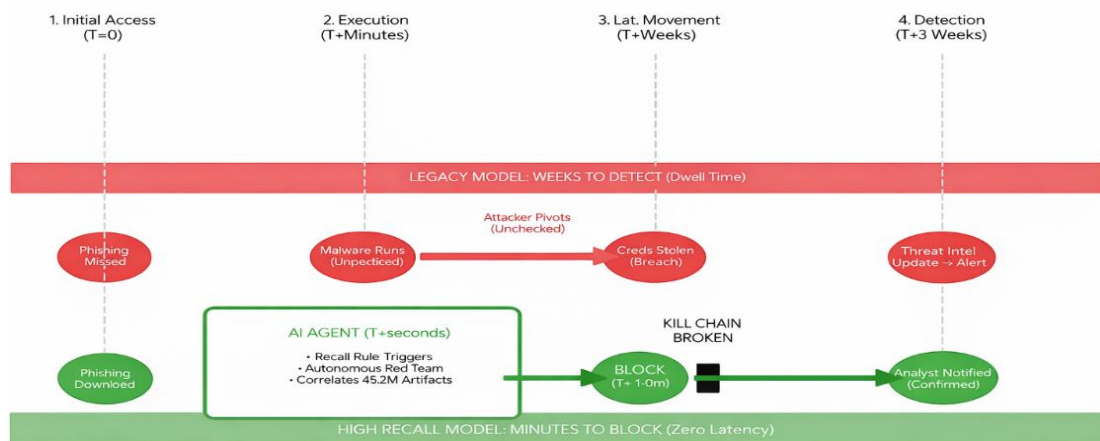 1. Initial Access
(T=0)
2. Execution
(T+Minutes)
3. Lat. Movement
(T+Weeks)
4. Detection
(T+3 Weeks)
LEGACY MODEL: WEEKS TO DETECT (Dwell Time)
Attacker Pivots
(Unchecked)
Phishing
Missed
Malware Runs
(Unpecticed)
Creds Stolen
(Breach)
Threat Intel
Update → Alert
AI AGENT (T+seconds)
• Recall Rule Triggers
• Autonomous Red Team
• Correlates 45.2M Artifacts
KILL CHAIN
BROKEN
Phishing
Downloed
BLOCK
(T+ 1-0m)
Analyst Notified
(Confirmed)
HIGH RECALL MODEL: MINUTES TO BLOCK (Zero Latency)